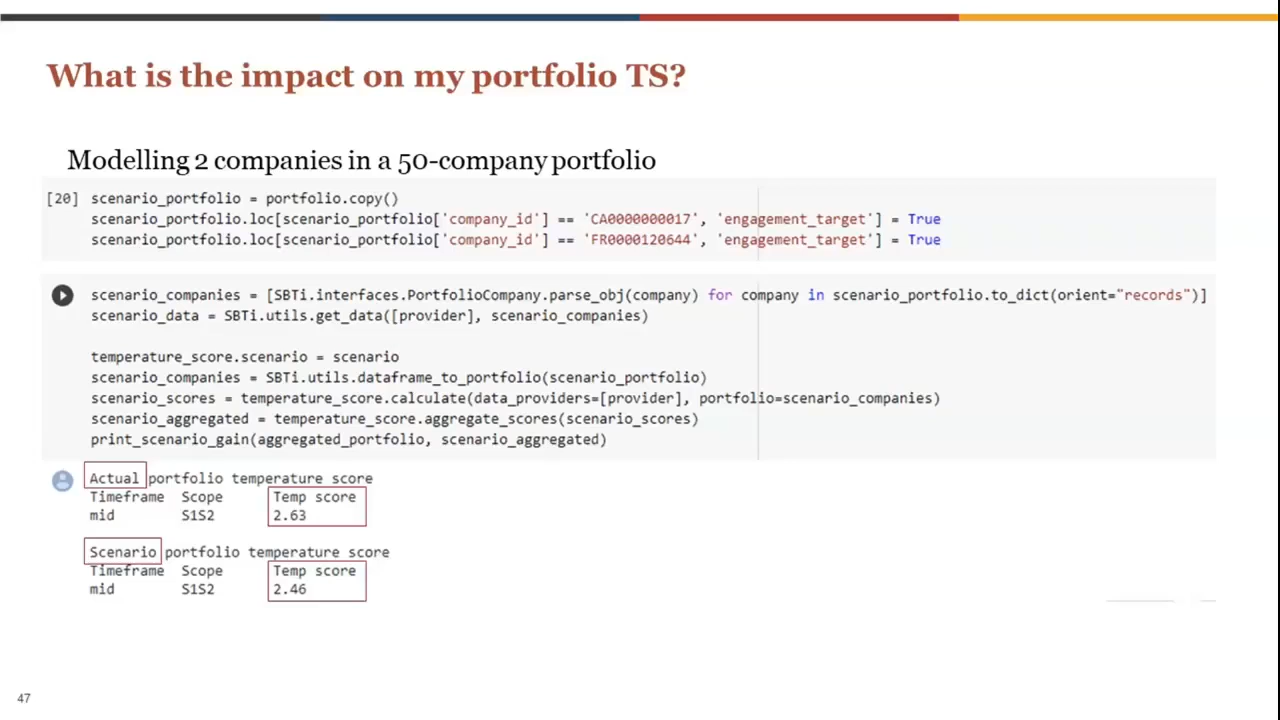 What is the impact on my portfolio TS?
Modelling 2 companies in a 50-company portfolio
[20] scenario_portfolio = portfolio.copy()
scenario_portfolio.loc[scenario_portfolio['company_id'] == 'CA0000000017', 'engagement_target'] = True
scenario_portfolio.loc[scenario_portfolio['company_id'] == 'FR0000120644', 'engagement_target'] = True
scenario_companies = [SBTi.interfaces.PortfolioCompany.parse_obj(company) for company in scenario_portfolio.to_dict(orient="records")]
scenario_data = SBTi.utils.get_data([provider], scenario_companies)
temperature_score.scenario = scenario
scenario_companies = SBTi.utils.dataframe_to_portfolio(scenario_portfolio)
scenario_scores = temperature_score.calculate(data_providers=[provider], portfolio=scenario_companies)
scenario_aggregated = temperature_score.aggregate_scores(scenario_scores)
print_scenario_gain(aggregated_portfolio, scenario_aggregated)
Actual portfolio temperature score
Timeframe Scope Temp score
mid S1S2 2.63
Scenario portfolio temperature score
Timeframe Scope Temp score
mid S1S2 2.46
47